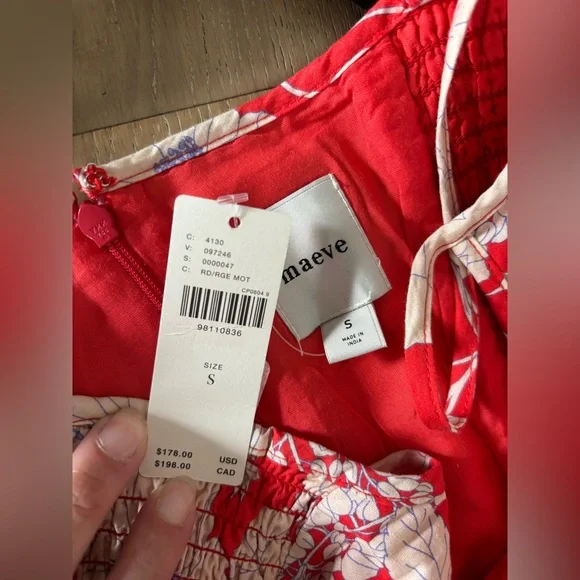 C: 4130
V: 097246
S: 0000047
C: RD/RGE MOT
CP0804 9
98110836
SIZE
S
$178.00 USD
$198.00 CAD
maeve
S
MADE IN
INDIA